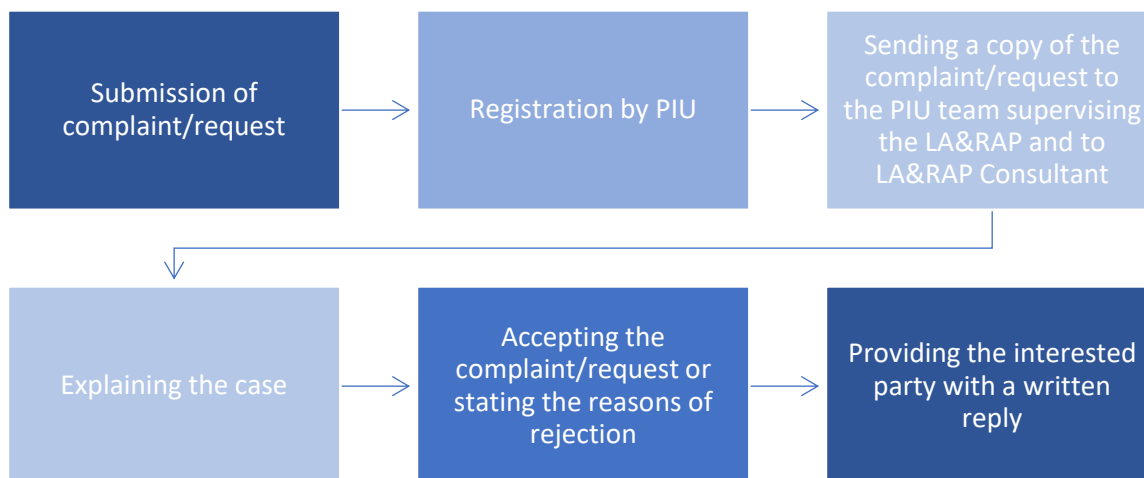 Submission of
complaint/request
Registration by PIU
Sending a copy of the
complaint/request to
the PIU team supervising
the LA&RAP and to
LA&RAP Consultant
Explaining the case
Accepting the
complaint/request or
stating the reasons of
rejection
Providing the interested
party with a written
reply